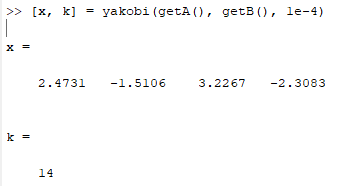 >> [x, k] = yakobi(getA(), getB(), 1e-4)
x =
2.4731 -1.5106 3.2267 -2.3083
k =
14